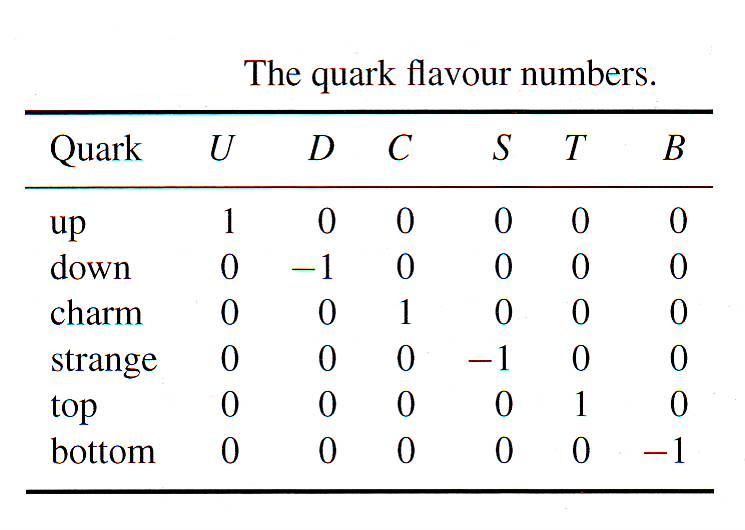 The quark flavour numbers.
Quark U D C S T B
up 1 0 0 0 0 0
down 0 −1 0 0 0 0
charm 0 0 1 0 0 0
strange 0 0 0 −1 0 0
top 0 0 0 0 1 0
bottom 0 0 0 0 0 −1